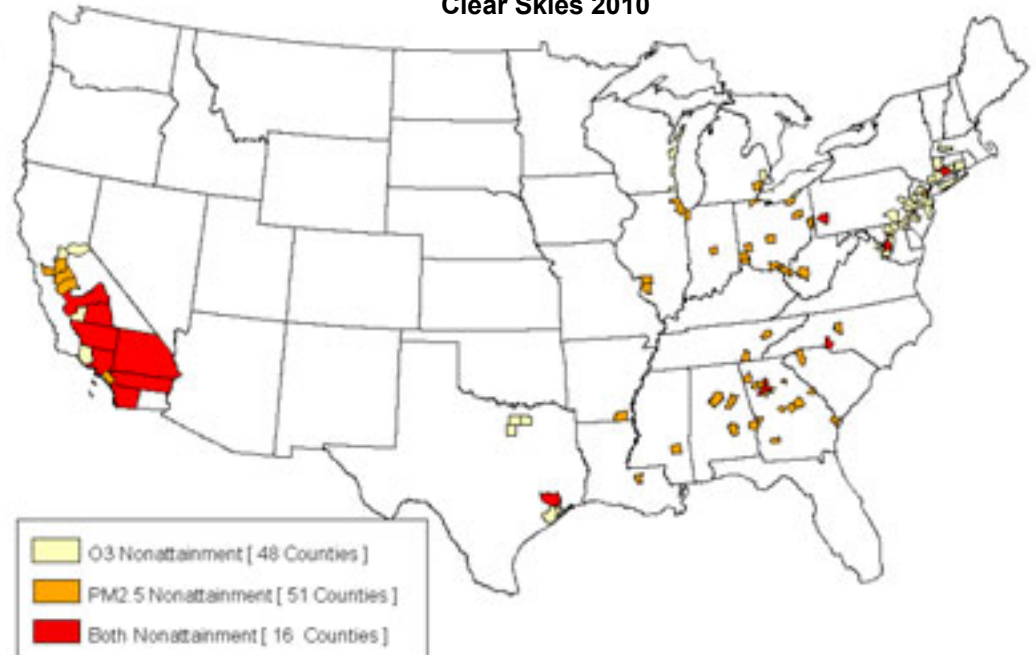 Clear Skies 2010
O3 Nonattainment [ 48 Counties ]
PM2.5 Nonattainment [ 51 Counties ]
Both Nonattainment [ 16 Counties ]